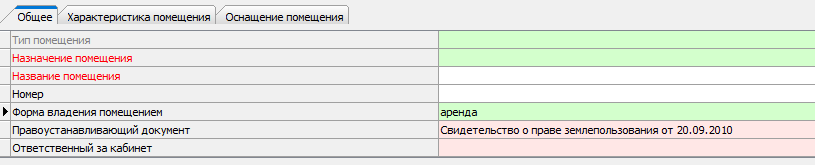 Общее Характеристика помещения Оснащение помещения
Тип помещения
Назначение помещения
Название помещения
Номер
Форма владения помещением аренда
Правоустанавливающий документ Свидетельство о праве землепользования от 20.09.2010
Ответственный за кабинет